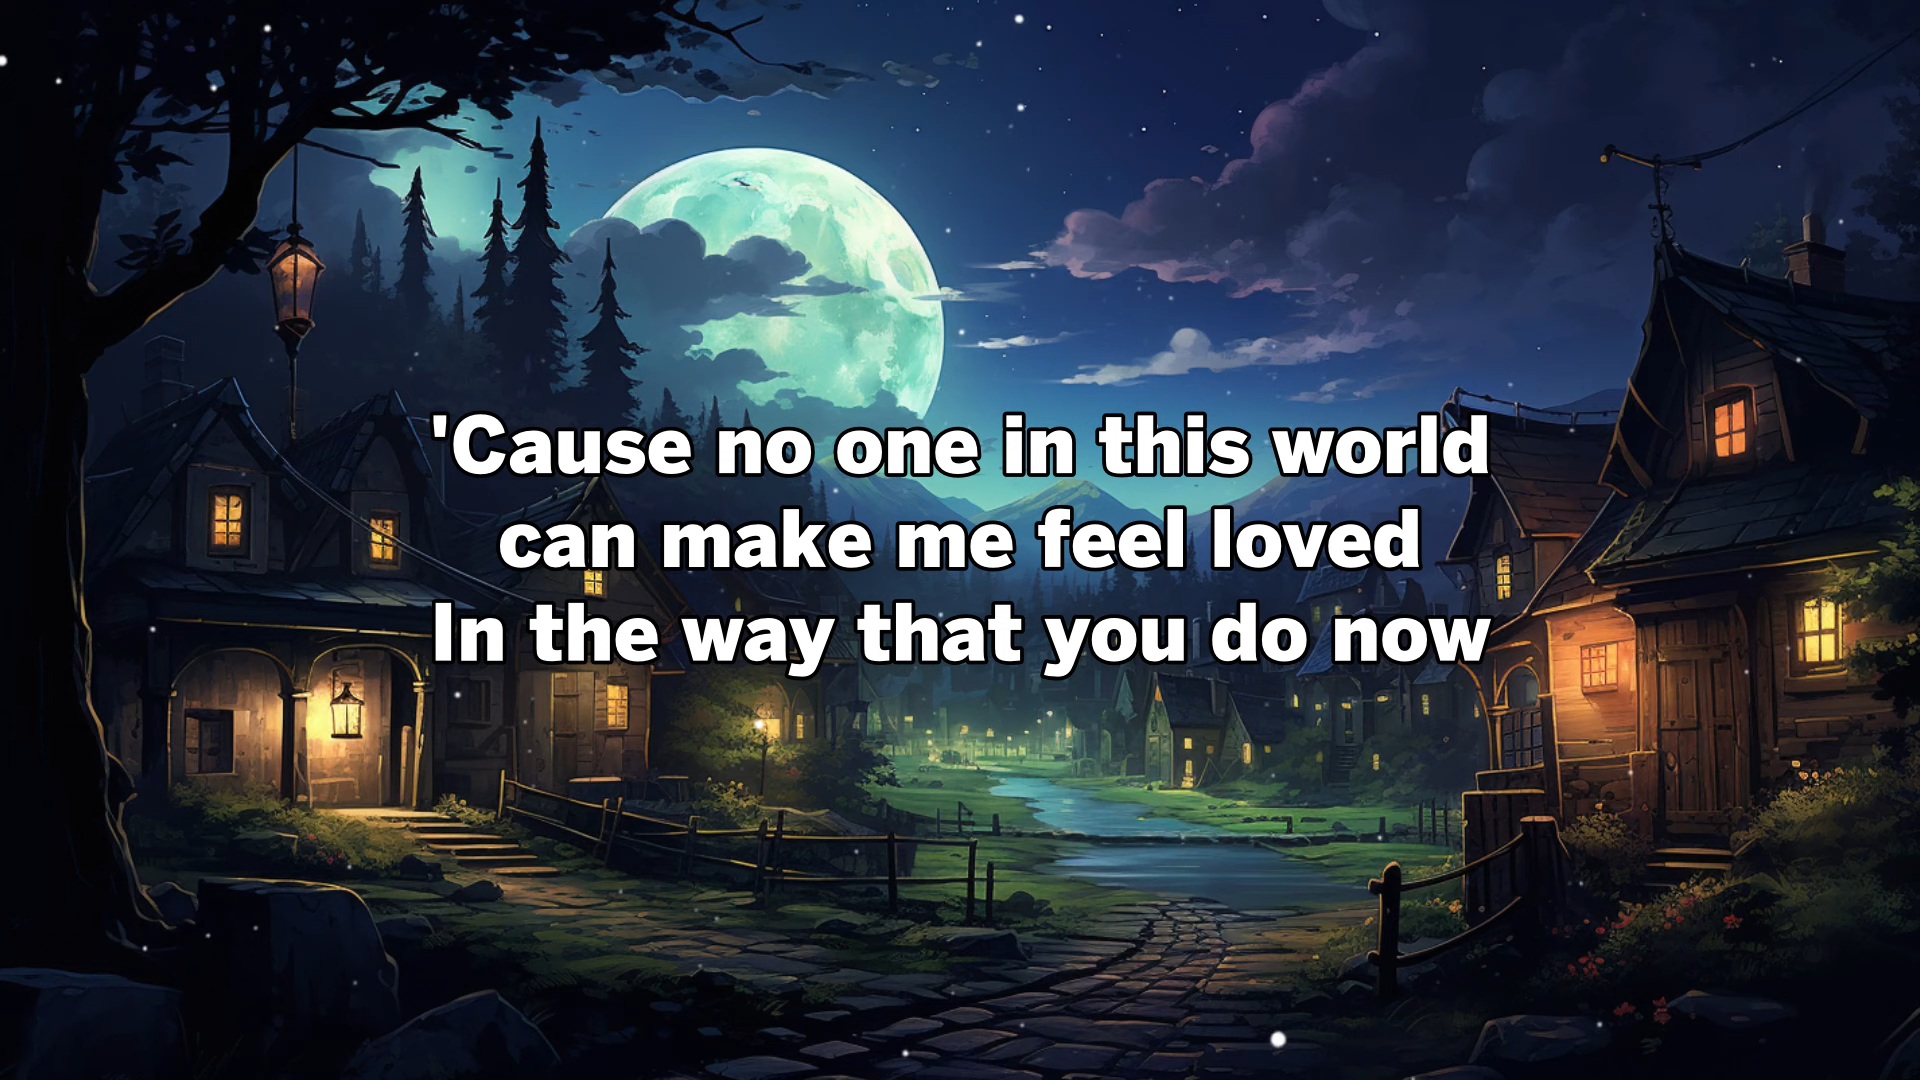 'Cause no one in this world
can make me feel loved
In the way that you do now